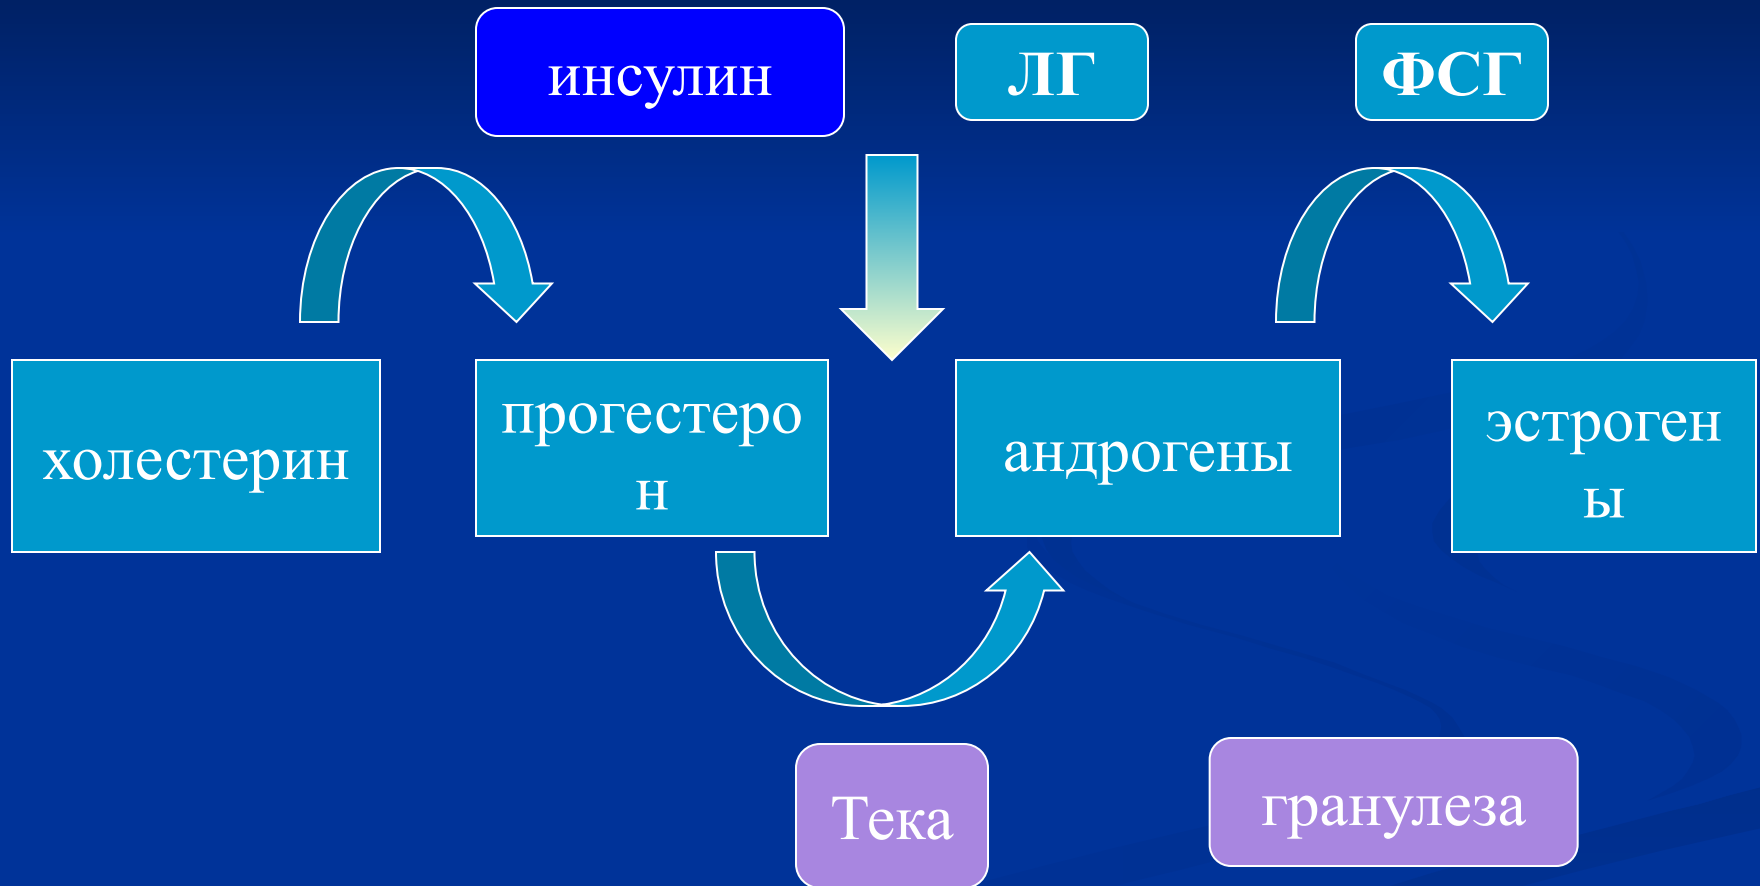 инсулин
ЛГ
ФСГ
холестерин
прогестеро
н
андрогены
эстроген
ы
Тека
гранулеза